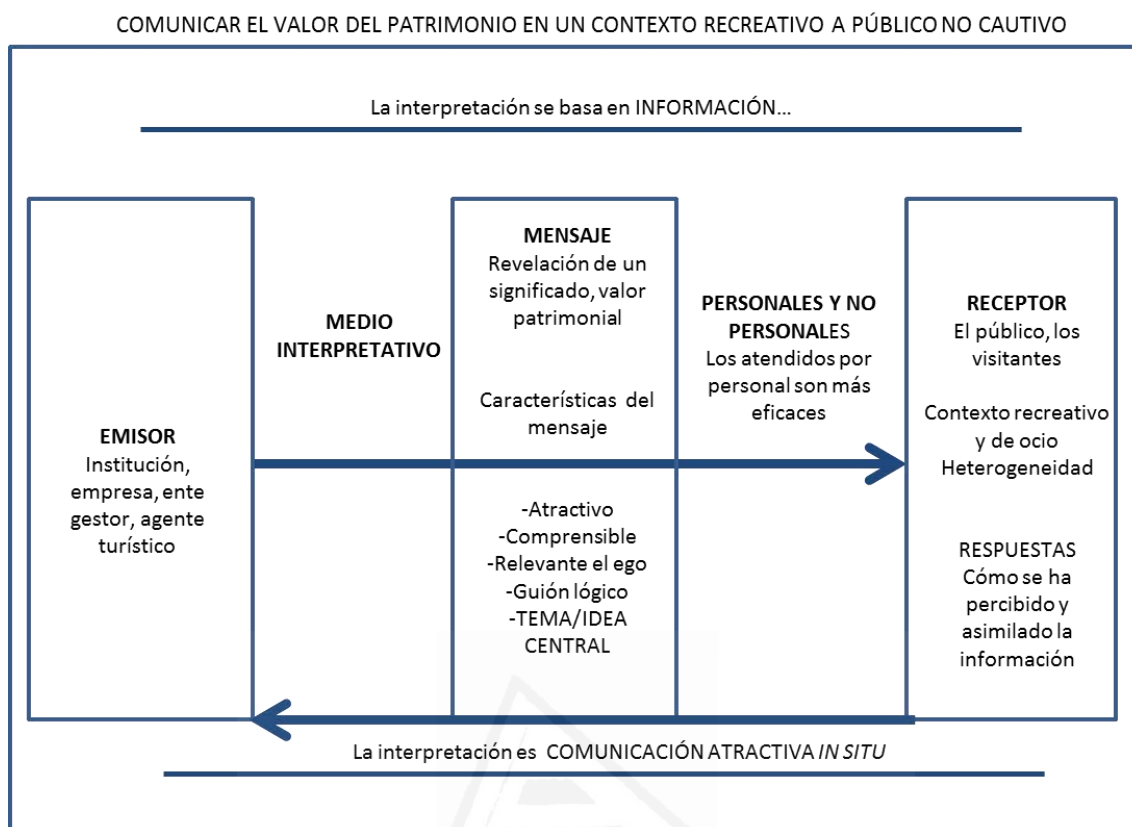 COMUNICAR EL VALOR DEL PATRIMONIO EN UN CONTEXTO RECREATIVO A PÚBLICO NO CAUTIVO
La interpretación se basa en INFORMACIÓN...
EMISOR
Institución,
empresa, ente
gestor, agente
turístico
MEDIO
INTERPRETATIVO
MENSAJE
Revelación de un
significado, valor
patrimonial
Características del
mensaje
-Atractivo
-Comprensible
-Relevante el ego
-Guión lógico
-TEMA/IDEA
CENTRAL
PERSONALES Y NO
PERSONALES
Los atendidos por
personal son más
eficaces
RECEPTOR
El público, los
visitantes
Contexto recreativo
y de ocio
Heterogeneidad
RESPUESTAS
Cómo se ha
percibido y
asimilado la
información
La interpretación es COMUNICACIÓN ATRACTIVA IN SITU